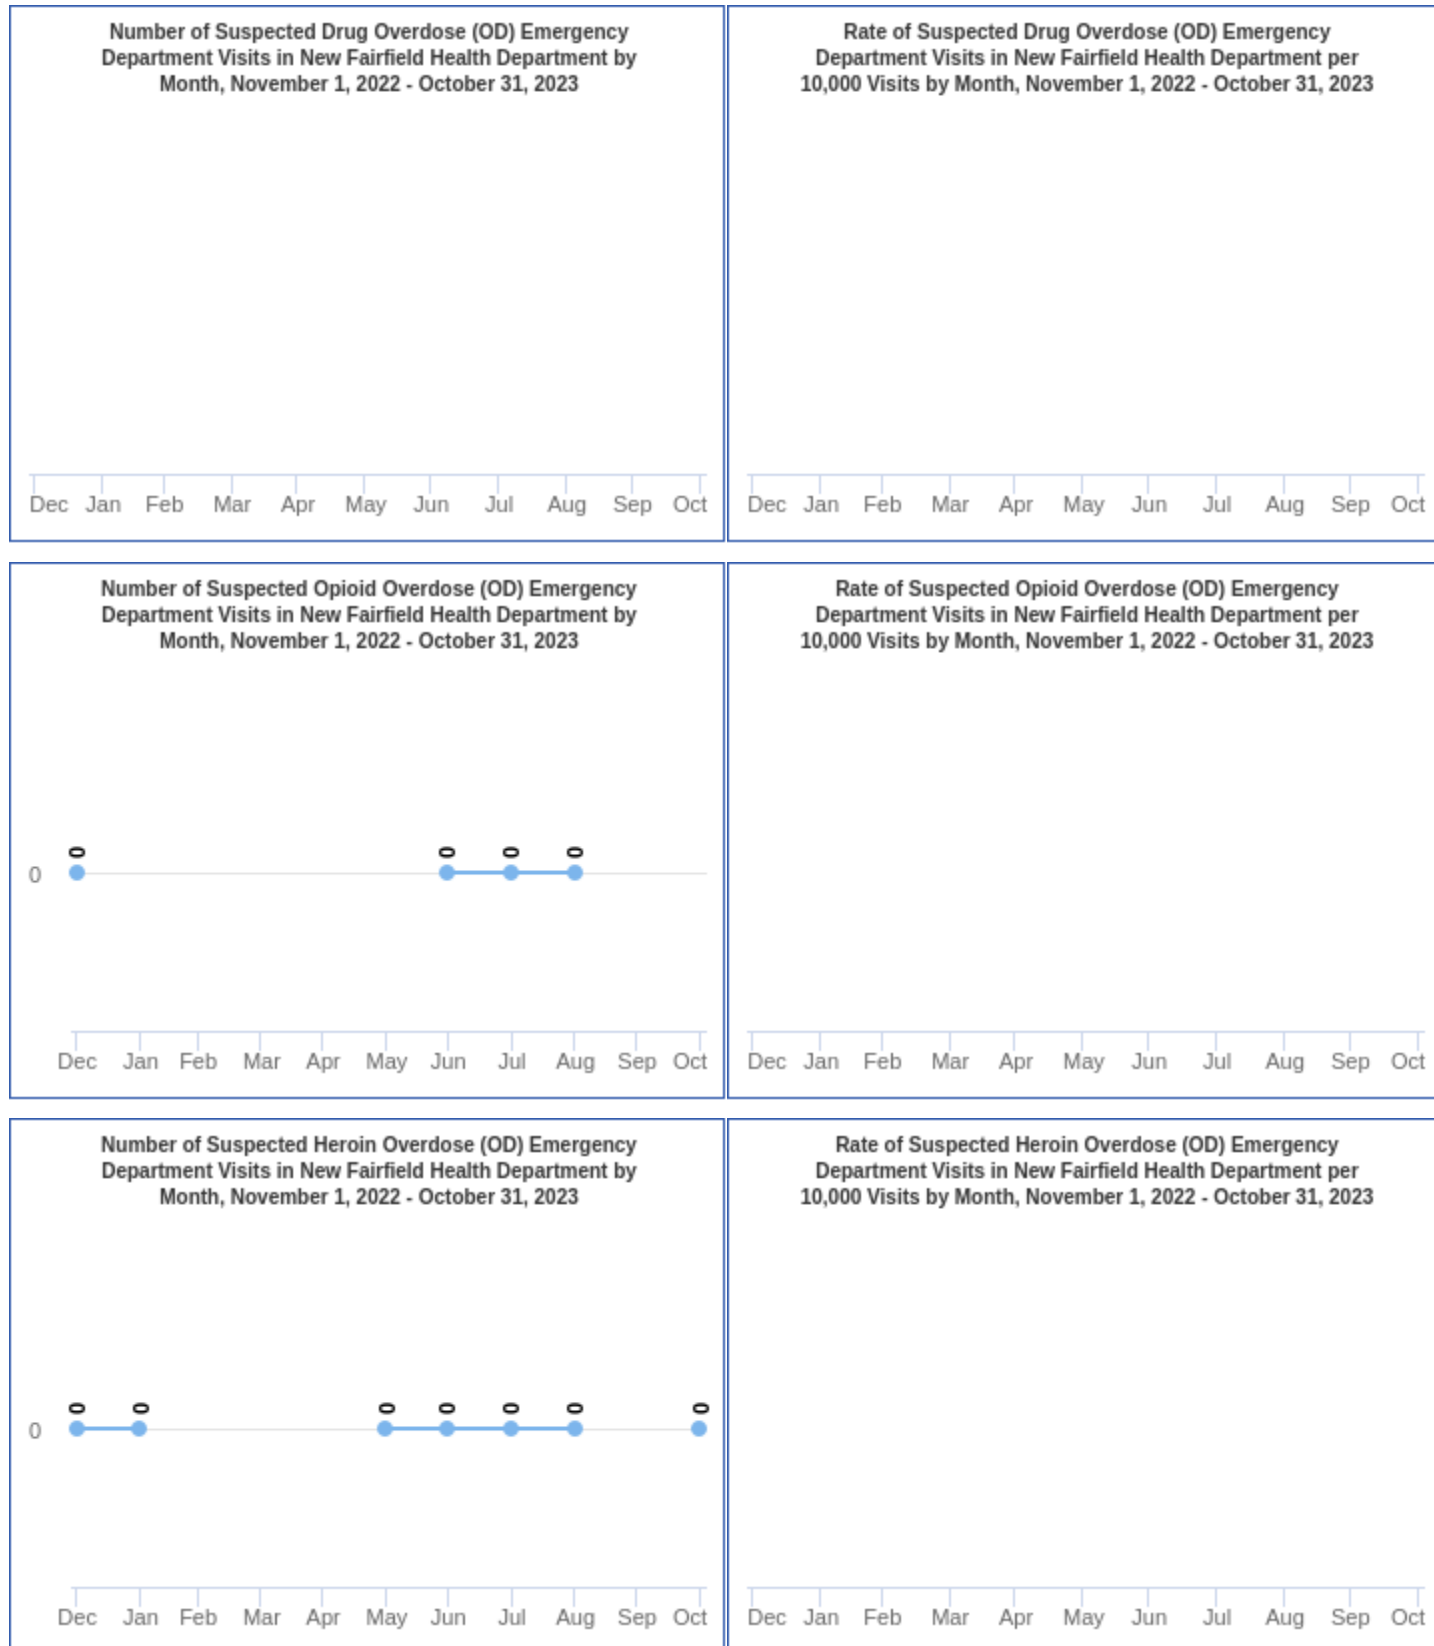 Number of Suspected Drug Overdose (OD) Emergency
Department Visits in New Fairfield Health Department by
Month, November 1, 2022 - October 31, 2023
Dec Jan Feb Mar Apr May Jun Jul Aug Sep Oct
Rate of Suspected Drug Overdose (OD) Emergency
Department Visits in New Fairfield Health Department per
10,000 Visits by Month, November 1, 2022 - October 31, 2023
Dec Jan Feb Mar Apr May Jun Jul Aug Sep Oct
Number of Suspected Opioid Overdose (OD) Emergency
Department Visits in New Fairfield Health Department by
Month, November 1, 2022 - October 31, 2023
0 0 0 0
0
Dec Jan Feb Mar Apr May Jun Jul Aug Sep Oct
Rate of Suspected Opioid Overdose (OD) Emergency
Department Visits in New Fairfield Health Department per
10,000 Visits by Month, November 1, 2022 - October 31, 2023
Dec Jan Feb Mar Apr May Jun Jul Aug Sep Oct
Number of Suspected Heroin Overdose (OD) Emergency
Department Visits in New Fairfield Health Department by
Month, November 1, 2022 - October 31, 2023
0 0 0 0 0 0 0
0
Dec Jan Feb Mar Apr May Jun Jul Aug Sep Oct
Rate of Suspected Heroin Overdose (OD) Emergency
Department Visits in New Fairfield Health Department per
10,000 Visits by Month, November 1, 2022 - October 31, 2023
Dec Jan Feb Mar Apr May Jun Jul Aug Sep Oct